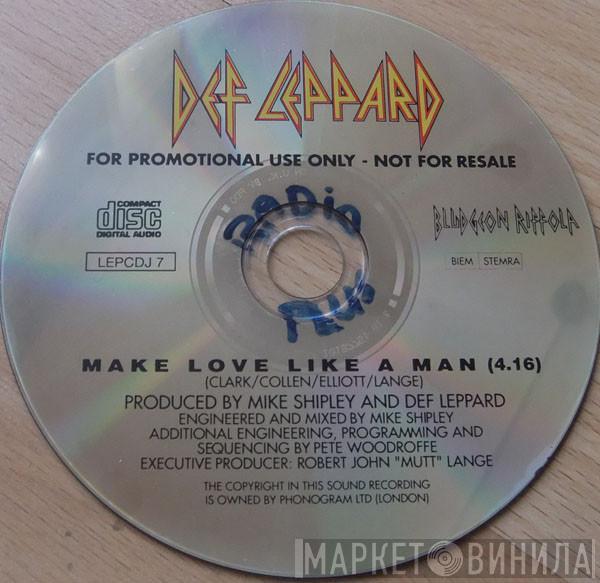 DEF LEPPARD
FOR PROMOTIONAL USE ONLY - NOT FOR RESALE
COMPACT
disc
DIGITAL AUDIO
RADIO
BLUDGEON RIFFOLA
LEPCDJ 7
BIEM STEMRA
MAKE LOVE LIKE A MAN (4.16)
(CLARK/COLLEN/ELLIOTT/LANGE)
PRODUCED BY MIKE SHIPLEY AND DEF LEPPARD
ENGINEERED AND MIXED BY MIKE SHIPLEY
ADDITIONAL ENGINEERING, PROGRAMMING AND
SEQUENCING BY PETE WOODROFFE
EXECUTIVE PRODUCER: ROBERT JOHN "MUTT" LANGE
THE COPYRIGHT IN THIS SOUND RECORDING
IS OWNED BY PHONOGRAM LTD (LONDON)
МАРКЕТ ВИНИЛА